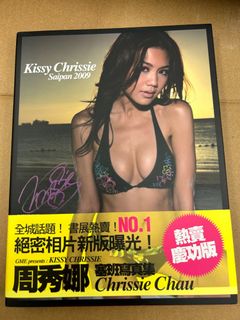 Kissy Chrissie
Saipan 2009
全城話題！書展熱賣！NO.1
絕密相片新版曝光！
熱賣
慶功版
GME presents : KISSY CHRISSIE
周秀娜 塞班寫真集
Chrissie Chau